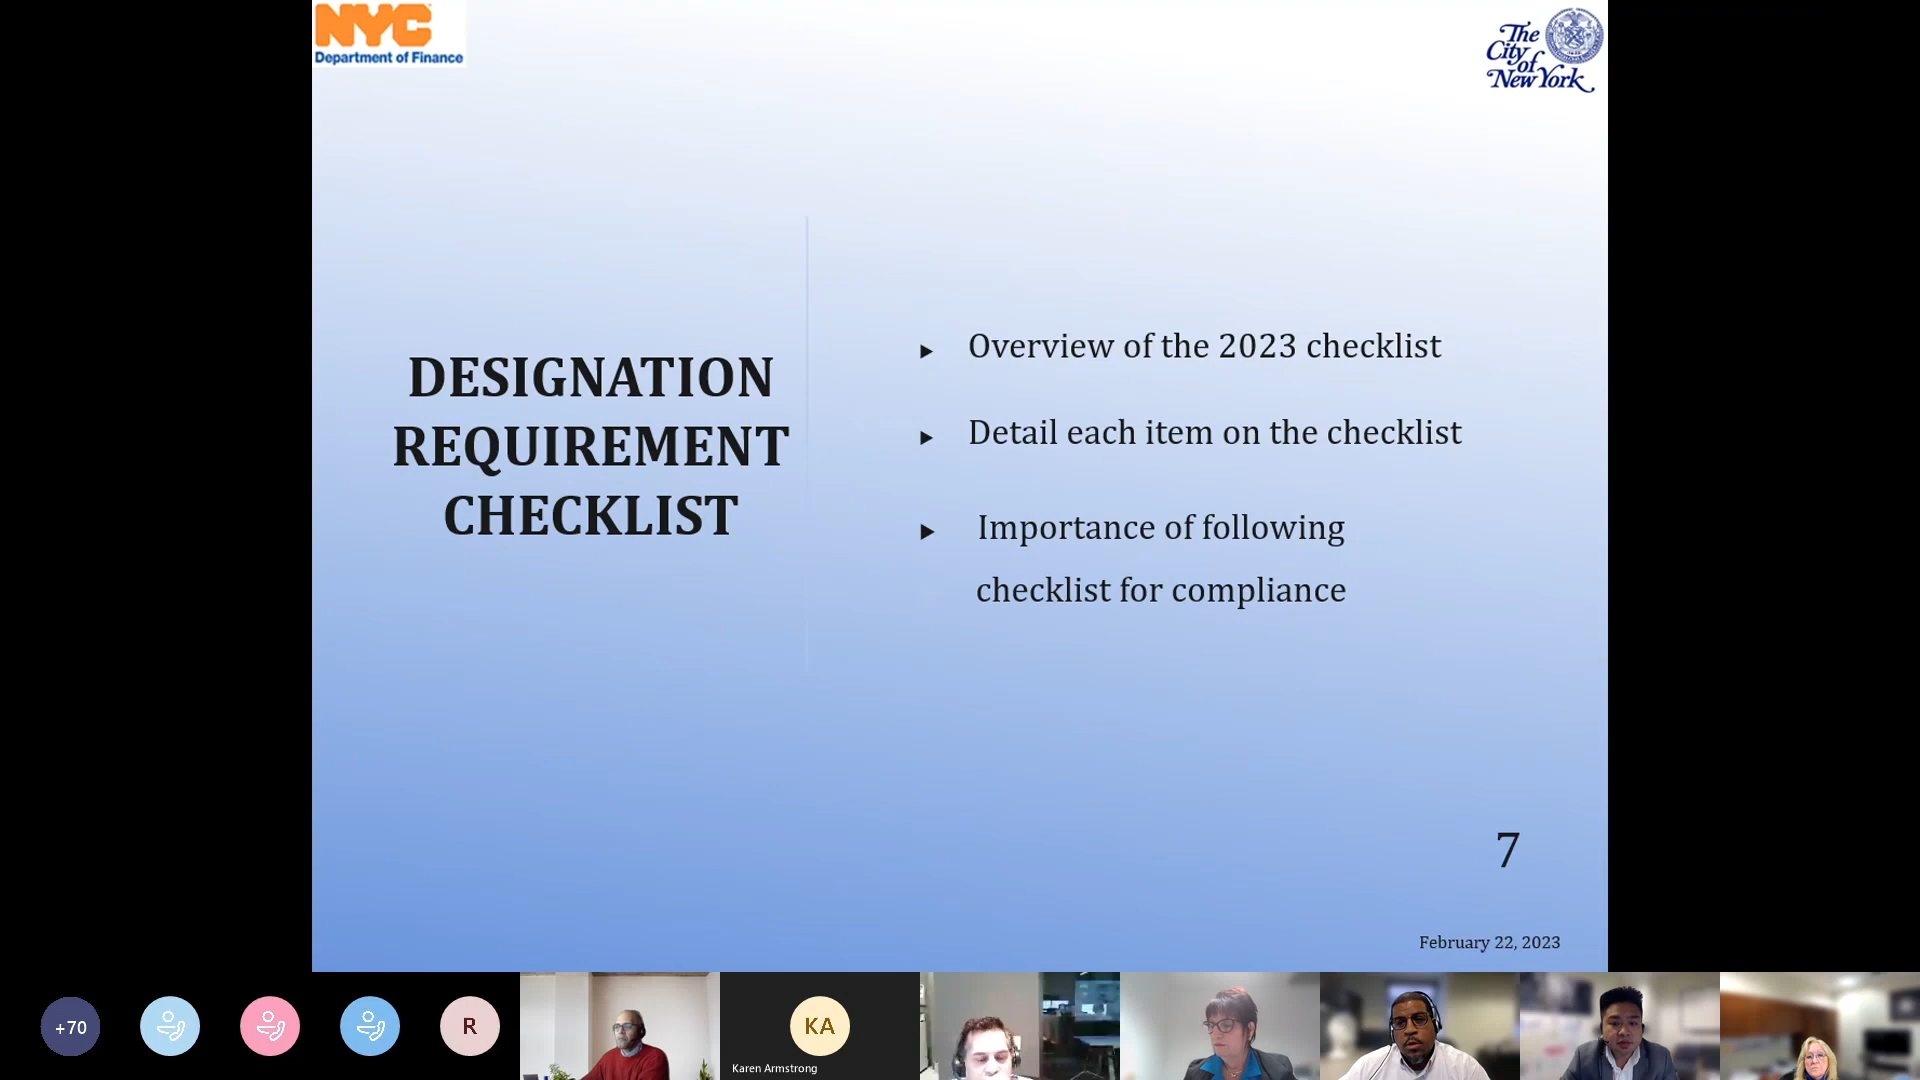 NYC
Department of Finance
The
City
of
New York
DESIGNATION
REQUIREMENT
CHECKLIST
Overview of the 2023 checklist
Detail each item on the checklist
Importance of following
checklist for compliance
7
February 22, 2023
+70
R
KA
Karen Armstrong